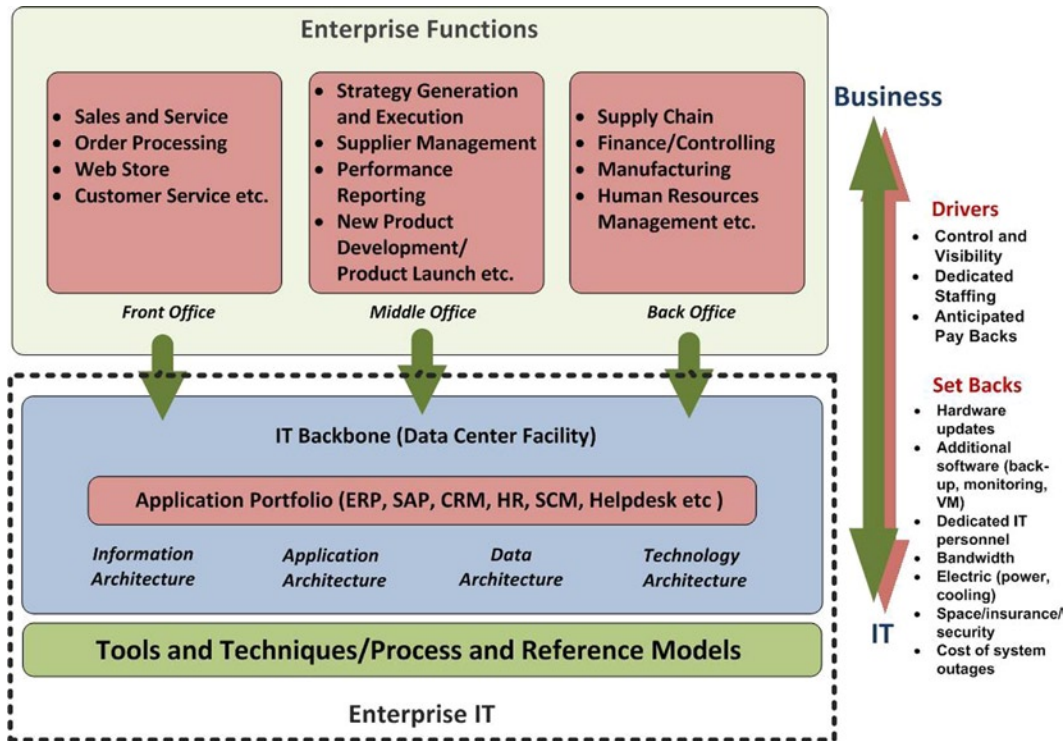 Enterprise Functions
• Sales and Service
• Order Processing
• Web Store
• Customer Service etc.
Front Office
• Strategy Generation
and Execution
• Supplier Management
• Performance
Reporting
• New Product
Development/
Product Launch etc.
Middle Office
• Supply Chain
• Finance/Controlling
• Manufacturing
• Human Resources
Management etc.
Back Office
IT Backbone (Data Center Facility)
Application Portfolio (ERP, SAP, CRM, HR, SCM, Helpdesk etc )
Information
Architecture
Application
Architecture
Data
Architecture
Technology
Architecture
Tools and Techniques/Process and Reference Models
Enterprise IT
Business
Drivers
• Control and
Visibility
• Dedicated
Staffing
• Anticipated
Pay Backs
Set Backs
• Hardware
updates
• Additional
software (back-
up, monitoring,
VM)
• Dedicated IT
personnel
• Bandwidth
• Electric (power,
cooling)
• Space/insurance/
security
• Cost of system
outages
IT